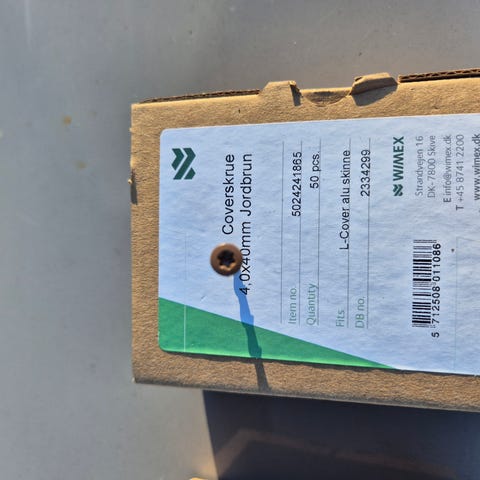 Coverskrue
4,0x40mm Jordbrun
Item no. 5024241865
Quantity 50 pcs.
Fits L-Cover alu skinne
DB no. 2334299
WIMEX
Strandvejen 16
DK-7800 Skive
E info@wimex.dk
T +45 8741 2200
www.wimex.dk
5 712508 011086